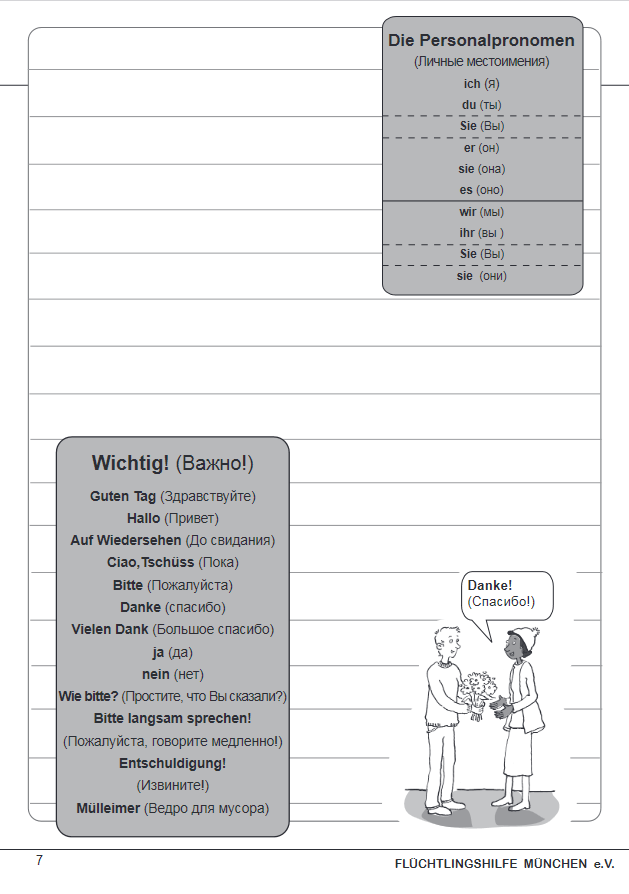 Die Personalpronomen
(Личные местоимения)
ich (я)
du (ты)
Sie (Вы)
er (он)
sie (она)
es (оно)
wir (мы)
ihr (вы )
Sie (Вы)
sie (они)
Wichtig! (Важно!)
Guten Tag (Здравствуйте)
Hallo (Привет)
Auf Wiedersehen (До свидания)
Ciao,Tschüss (Пока)
Bitte (Пожалуйста)
Danke (спасибо)
Vielen Dank (Большое спасибо)
ja (да)
nein (нет)
Wie bitte? (Простите, что Вы сказали?)
Bitte langsam sprechen!
(Пожалуйста, говорите медленно!)
Entschuldigung!
(Извините!)
Mülleimer (Ведро для мусора)
Danke!
(Спасибо!)
7
FLÜCHTLINGSHILFE MÜNCHEN e.V.